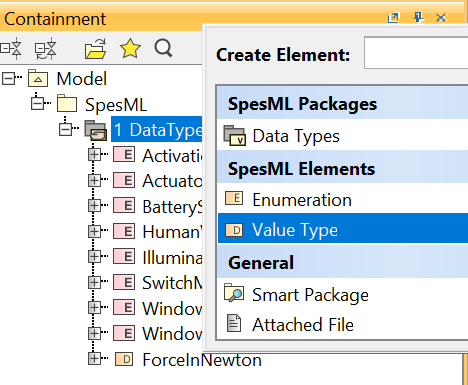 Containment
Model
SpesML
1 DataType
Activati
Actuato
BatteryS
HumanV
Illumina
SwitchM
Window
Window
ForceInNewton
Create Element:
SpesML Packages
Data Types
SpesML Elements
E Enumeration
D Value Type
General
Smart Package
Attached File